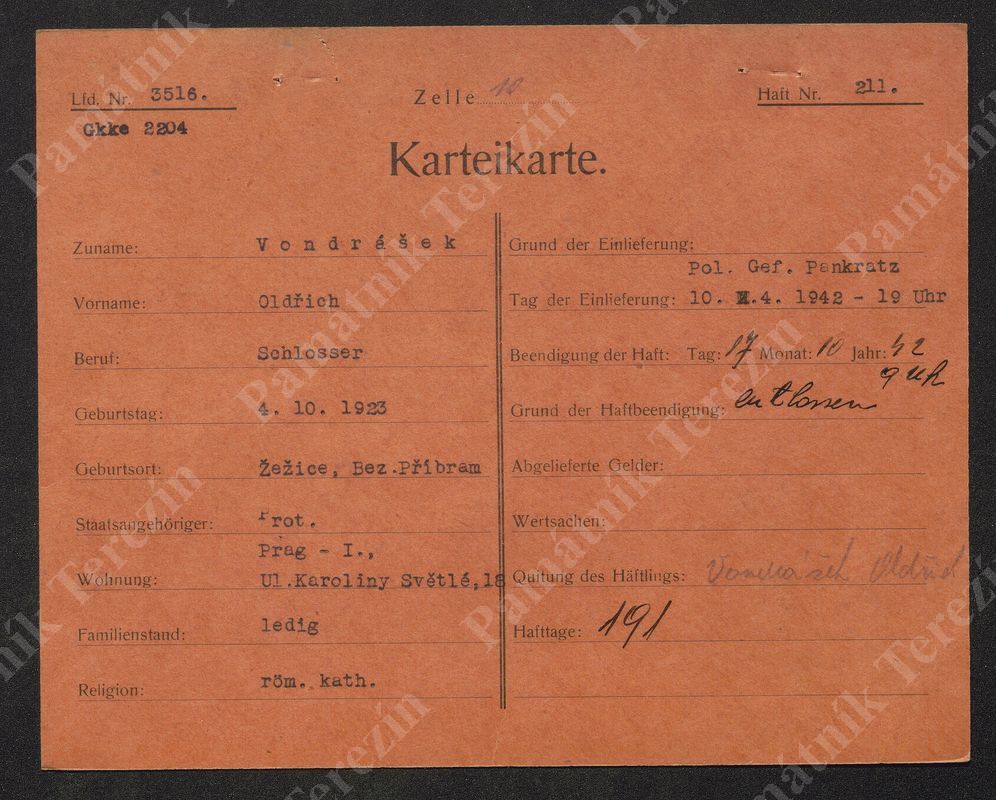 Lfd. Nr. 3516.
Gkke 2204
Zelle 10
Haft Nr. 211.
Karteikarte.
Zuname: Vondrášek
Vorname: Oldřich
Beruf: Schlosser
Geburtstag: 4. 10. 1923
Geburtsort: Žežice, Bez.Příbram
Staatsangehöriger: Prot.
Prag - I.,
Wohnung: Ul.Karoliny Světlé,18
Familienstand: ledig
Religion: röm. kath.
Grund der Einlieferung:
Pol. Gef. Pankratz
Tag der Einlieferung: 10. 4. 1942 - 19 Uhr
Beendigung der Haft: Tag: 17 Monat: 10 Jahr: 42
9 Uh
Grund der Haftbeendigung: entlassen
Abgelieferte Gelder:
Wertsachen:
Quitung des Häftlings: Vondrášek Oldřich
Hafttage: 191
Památník Terezín